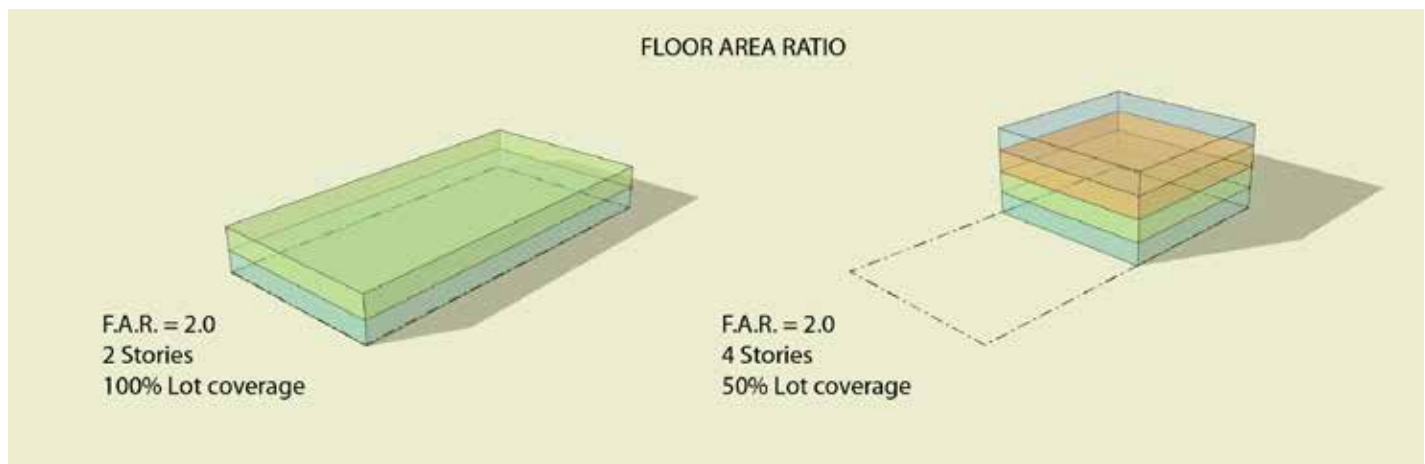 FLOOR AREA RATIO
F.A.R. = 2.0
2 Stories
100% Lot coverage
F.A.R. = 2.0
4 Stories
50% Lot coverage